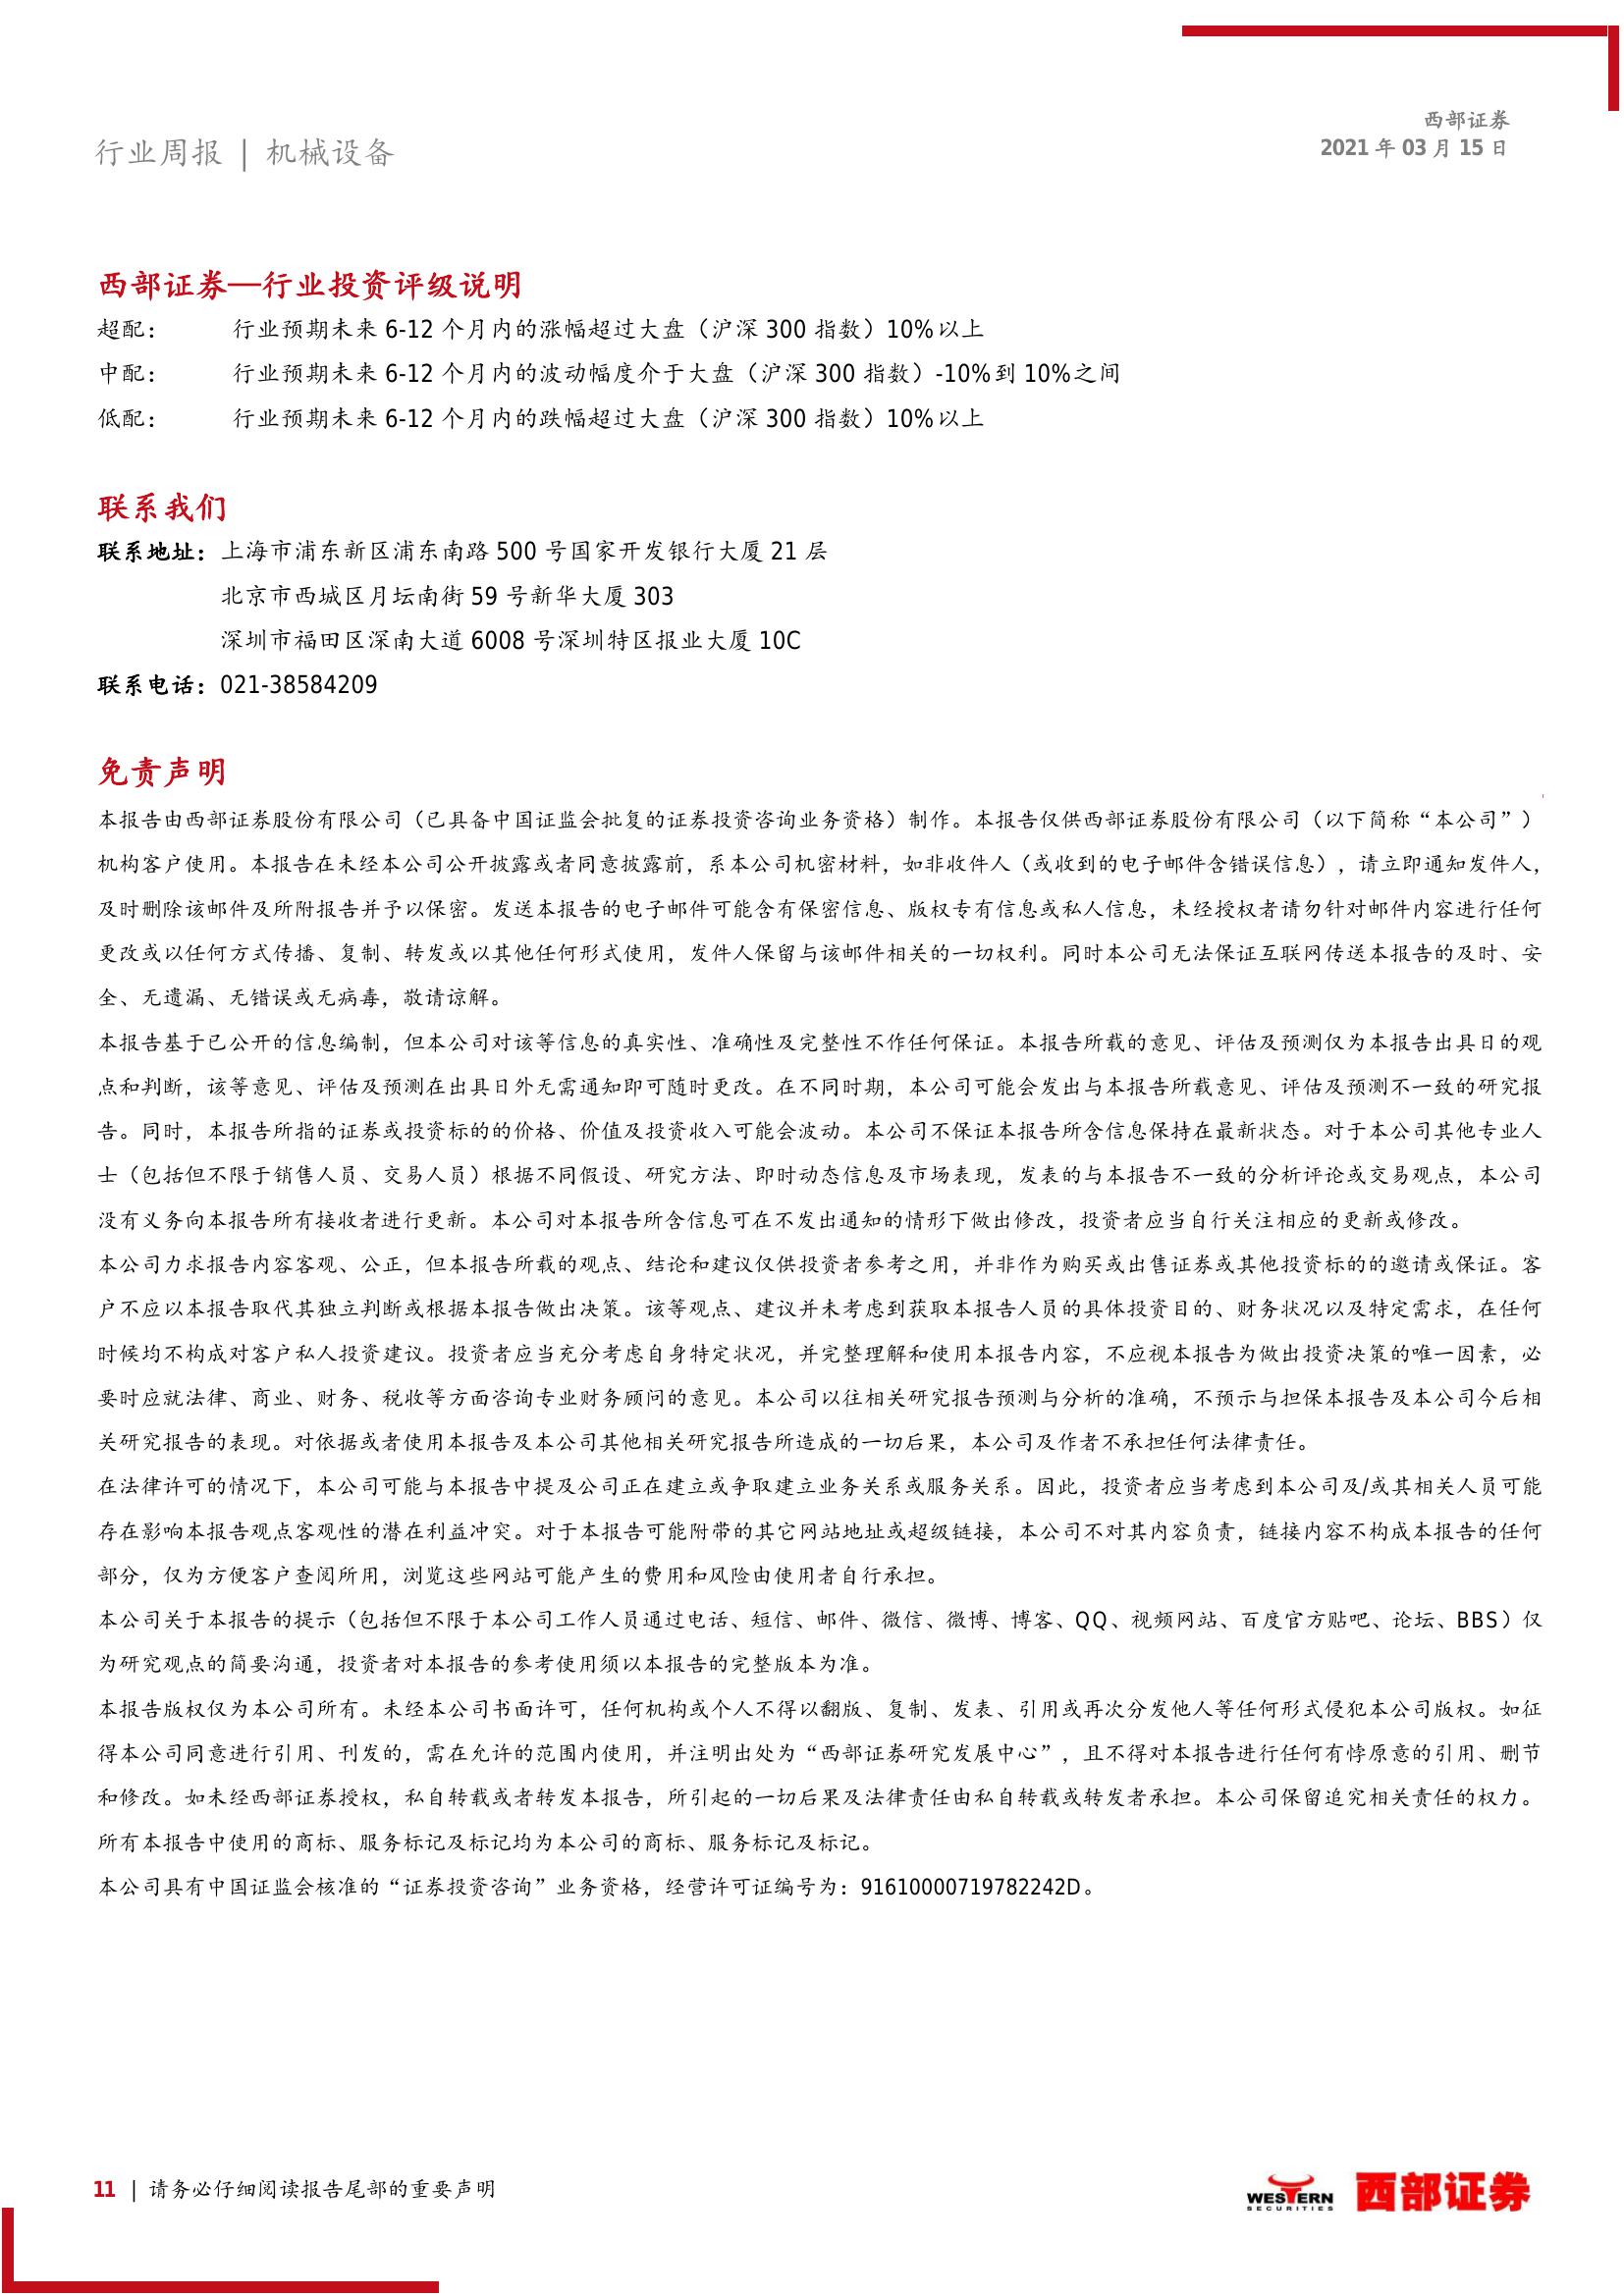 西部证券
行业周报 | 机械设备
2021 年 03 月 15 日
西部证券—行业投资评级说明
超配： 行业预期未来 6-12 个月内的涨幅超过大盘（沪深 300 指数）10%以上
中配： 行业预期未来 6-12 个月内的波动幅度介于大盘（沪深 300 指数）-10%到 10%之间
低配： 行业预期未来 6-12 个月内的跌幅超过大盘（沪深 300 指数）10%以上
联系我们
联系地址：上海市浦东新区浦东南路 500 号国家开发银行大厦 21 层
北京市西城区月坛南街 59 号新华大厦 303
深圳市福田区深南大道 6008 号深圳特区报业大厦 10C
联系电话：021-38584209
免责声明
本报告由西部证券股份有限公司（已具备中国证监会批复的证券投资咨询业务资格）制作。本报告仅供西部证券股份有限公司（以下简称“本公司”）
机构客户使用。本报告在未经本公司公开披露或者同意披露前，系本公司机密材料，如非收件人（或收到的电子邮件含错误信息），请立即通知发件人，
及时删除该邮件及所附报告并予以保密。发送本报告的电子邮件可能含有保密信息、版权专有信息或私人信息，未经授权者请勿针对邮件内容进行任何
更改或以任何方式传播、复制、转发或以其他任何形式使用，发件人保留与该邮件相关的一切权利。同时本公司无法保证互联网传送本报告的及时、安
全、无遗漏、无错误或无病毒，敬请谅解。
本报告基于已公开的信息编制，但本公司对该等信息的真实性、准确性及完整性不作任何保证。本报告所载的意见、评估及预测仅为本报告出具日的观
点和判断，该等意见、评估及预测在出具日外无需通知即可随时更改。在不同时期，本公司可能会发出与本报告所载意见、评估及预测不一致的研究报
告。同时，本报告所指的证券或投资标的的价格、价值及投资收入可能会波动。本公司不保证本报告所含信息保持在最新状态。对于本公司其他专业人
士（包括但不限于销售人员、交易人员）根据不同假设、研究方法、即时动态信息及市场表现，发表的与本报告不一致的分析评论或交易观点，本公司
没有义务向本报告所有接收者进行更新。本公司对本报告所含信息可在不发出通知的情形下做出修改，投资者应当自行关注相应的更新或修改。
本公司力求报告内容客观、公正，但本报告所载的观点、结论和建议仅供投资者参考之用，并非作为购买或出售证券或其他投资标的的邀请或保证。客
户不应以本报告取代其独立判断或根据本报告做出决策。该等观点、建议并未考虑到获取本报告人员的具体投资目的、财务状况以及特定需求，在任何
时候均不构成对客户私人投资建议。投资者应当充分考虑自身特定状况，并完整理解和使用本报告内容，不应视本报告为做出投资决策的唯一因素，必
要时应就法律、商业、财务、税收等方面咨询专业财务顾问的意见。本公司以往相关研究报告预测与分析的准确，不预示与担保本报告及本公司今后相
关研究报告的表现。对依据或者使用本报告及本公司其他相关研究报告所造成的一切后果，本公司及作者不承担任何法律责任。
在法律许可的情况下，本公司可能与本报告中提及公司正在建立或争取建立业务关系或服务关系。因此，投资者应当考虑到本公司及/或其相关人员可能
存在影响本报告观点客观性的潜在利益冲突。对于本报告可能附带的其它网站地址或超级链接，本公司不对其内容负责，链接内容不构成本报告的任何
部分，仅为方便客户查阅所用，浏览这些网站可能产生的费用和风险由使用者自行承担。
本公司关于本报告的提示（包括但不限于本公司工作人员通过电话、短信、邮件、微信、微博、博客、QQ、视频网站、百度官方贴吧、论坛、BBS）仅
为研究观点的简要沟通，投资者对本报告的参考使用须以本报告的完整版本为准。
本报告版权仅为本公司所有。未经本公司书面许可，任何机构或个人不得以翻版、复制、发表、引用或再次分发他人等任何形式侵犯本公司版权。如征
得本公司同意进行引用、刊发的，需在允许的范围内使用，并注明出处为“西部证券研究发展中心”，且不得对本报告进行任何有悖原意的引用、删节
和修改。如未经西部证券授权，私自转载或者转发本报告，所引起的一切后果及法律责任由私自转载或转发者承担。本公司保留追究相关责任的权力。
所有本报告中使用的商标、服务标记及标记均为本公司的商标、服务标记及标记。
本公司具有中国证监会核准的“证券投资咨询”业务资格，经营许可证编号为：91610000719782242D。
11 | 请务必仔细阅读报告尾部的重要声明
WESTERN
SECURITIES
西部证券